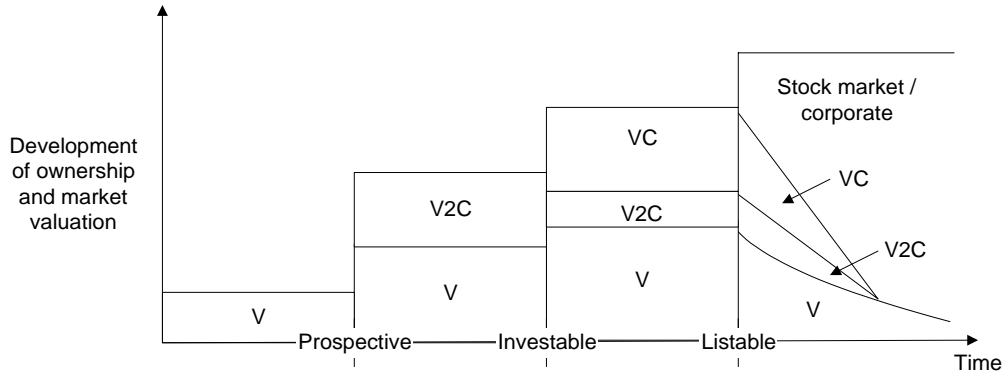 Development
of ownership
and market
valuation
Stock market /
corporate
VC
VC
V2C
V2C
V2C
V
V
V
V
Prospective
Investable
Listable
Time